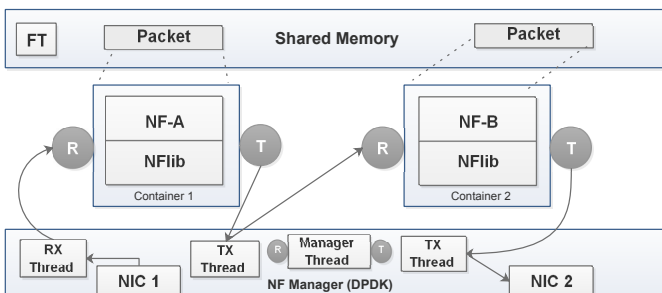 FT
Packet
Shared Memory
Packet
NF-A
NFlib
Container 1
R
T
NF-B
NFlib
Container 2
R
T
RX
Thread
NIC 1
TX
Thread
R
Manager
Thread
T
TX
Thread
NIC 2
NF Manager (DPDK)